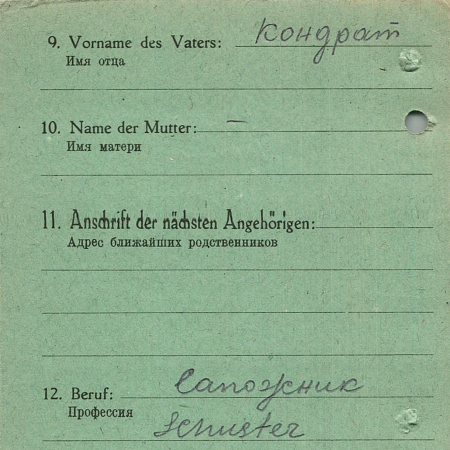 9. Vorname des Vaters: Кондрат
Имя отца
10. Name der Mutter: —
Имя матери
11. Anschrift der nächsten Angehörigen:
Адрес ближайших родственников
12. Beruf: Сапожник
Профессия
Schuster